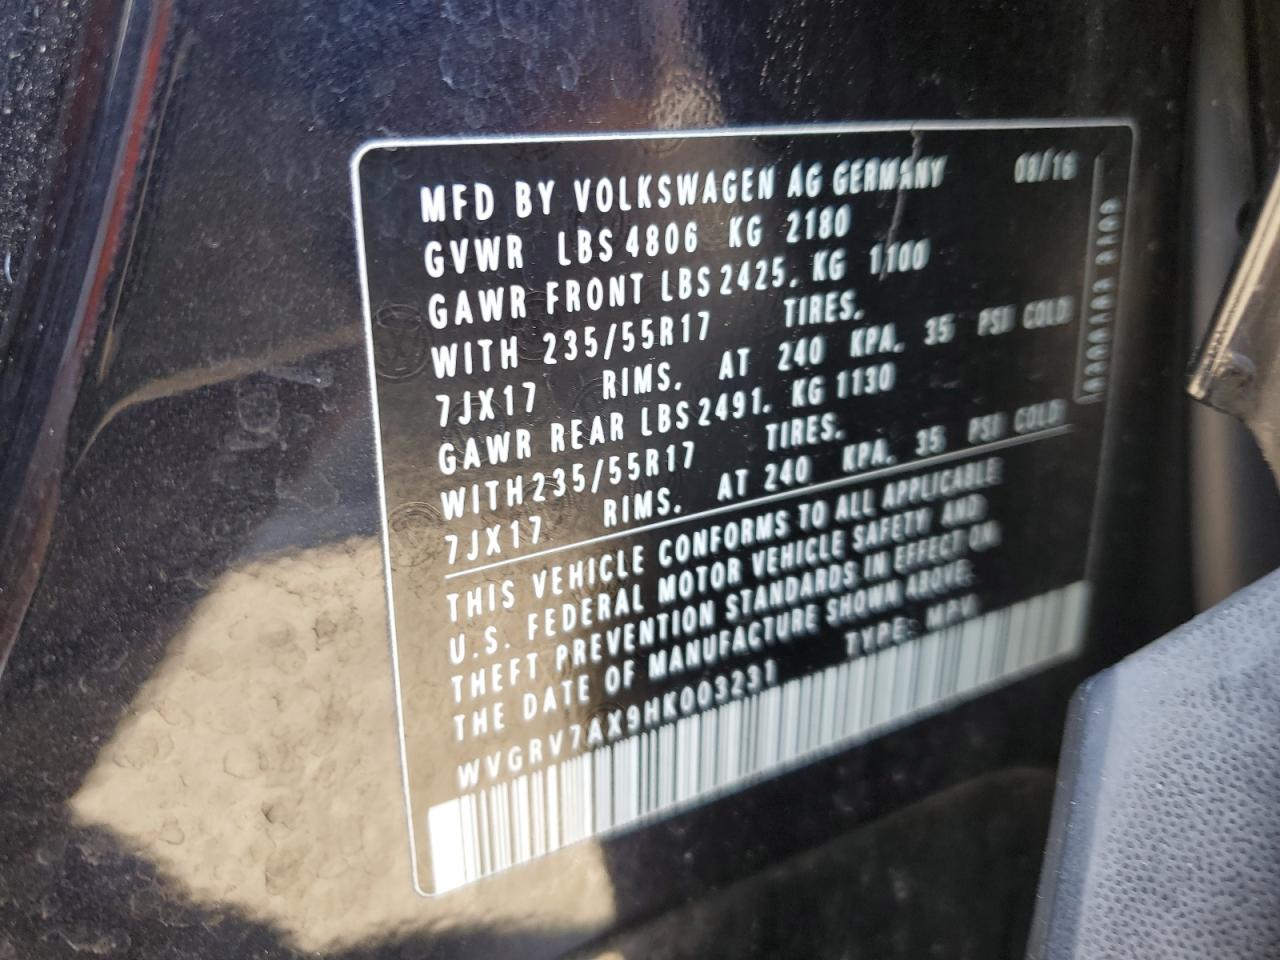 MFD BY VOLKSWAGEN AG GERMANY 08/16
GVWR LBS 4806 KG 2180
GAWR FRONT LBS 2425. KG 1100
WITH 235/55R17 TIRES.
7JX17 RIMS. AT 240 KPA. 35 PSI COLD
GAWR REAR LBS 2491. KG 1130
WITH 235/55R17 TIRES.
7JX17 RIMS. AT 240 KPA. 35 PSI COLD
THIS VEHICLE CONFORMS TO ALL APPLICABLE
U.S. FEDERAL MOTOR VEHICLE SAFETY AND
THEFT PREVENTION STANDARDS IN EFFECT ON
THE DATE OF MANUFACTURE SHOWN ABOVE.
WVGRV7AX9HK003231 TYPE: MPV